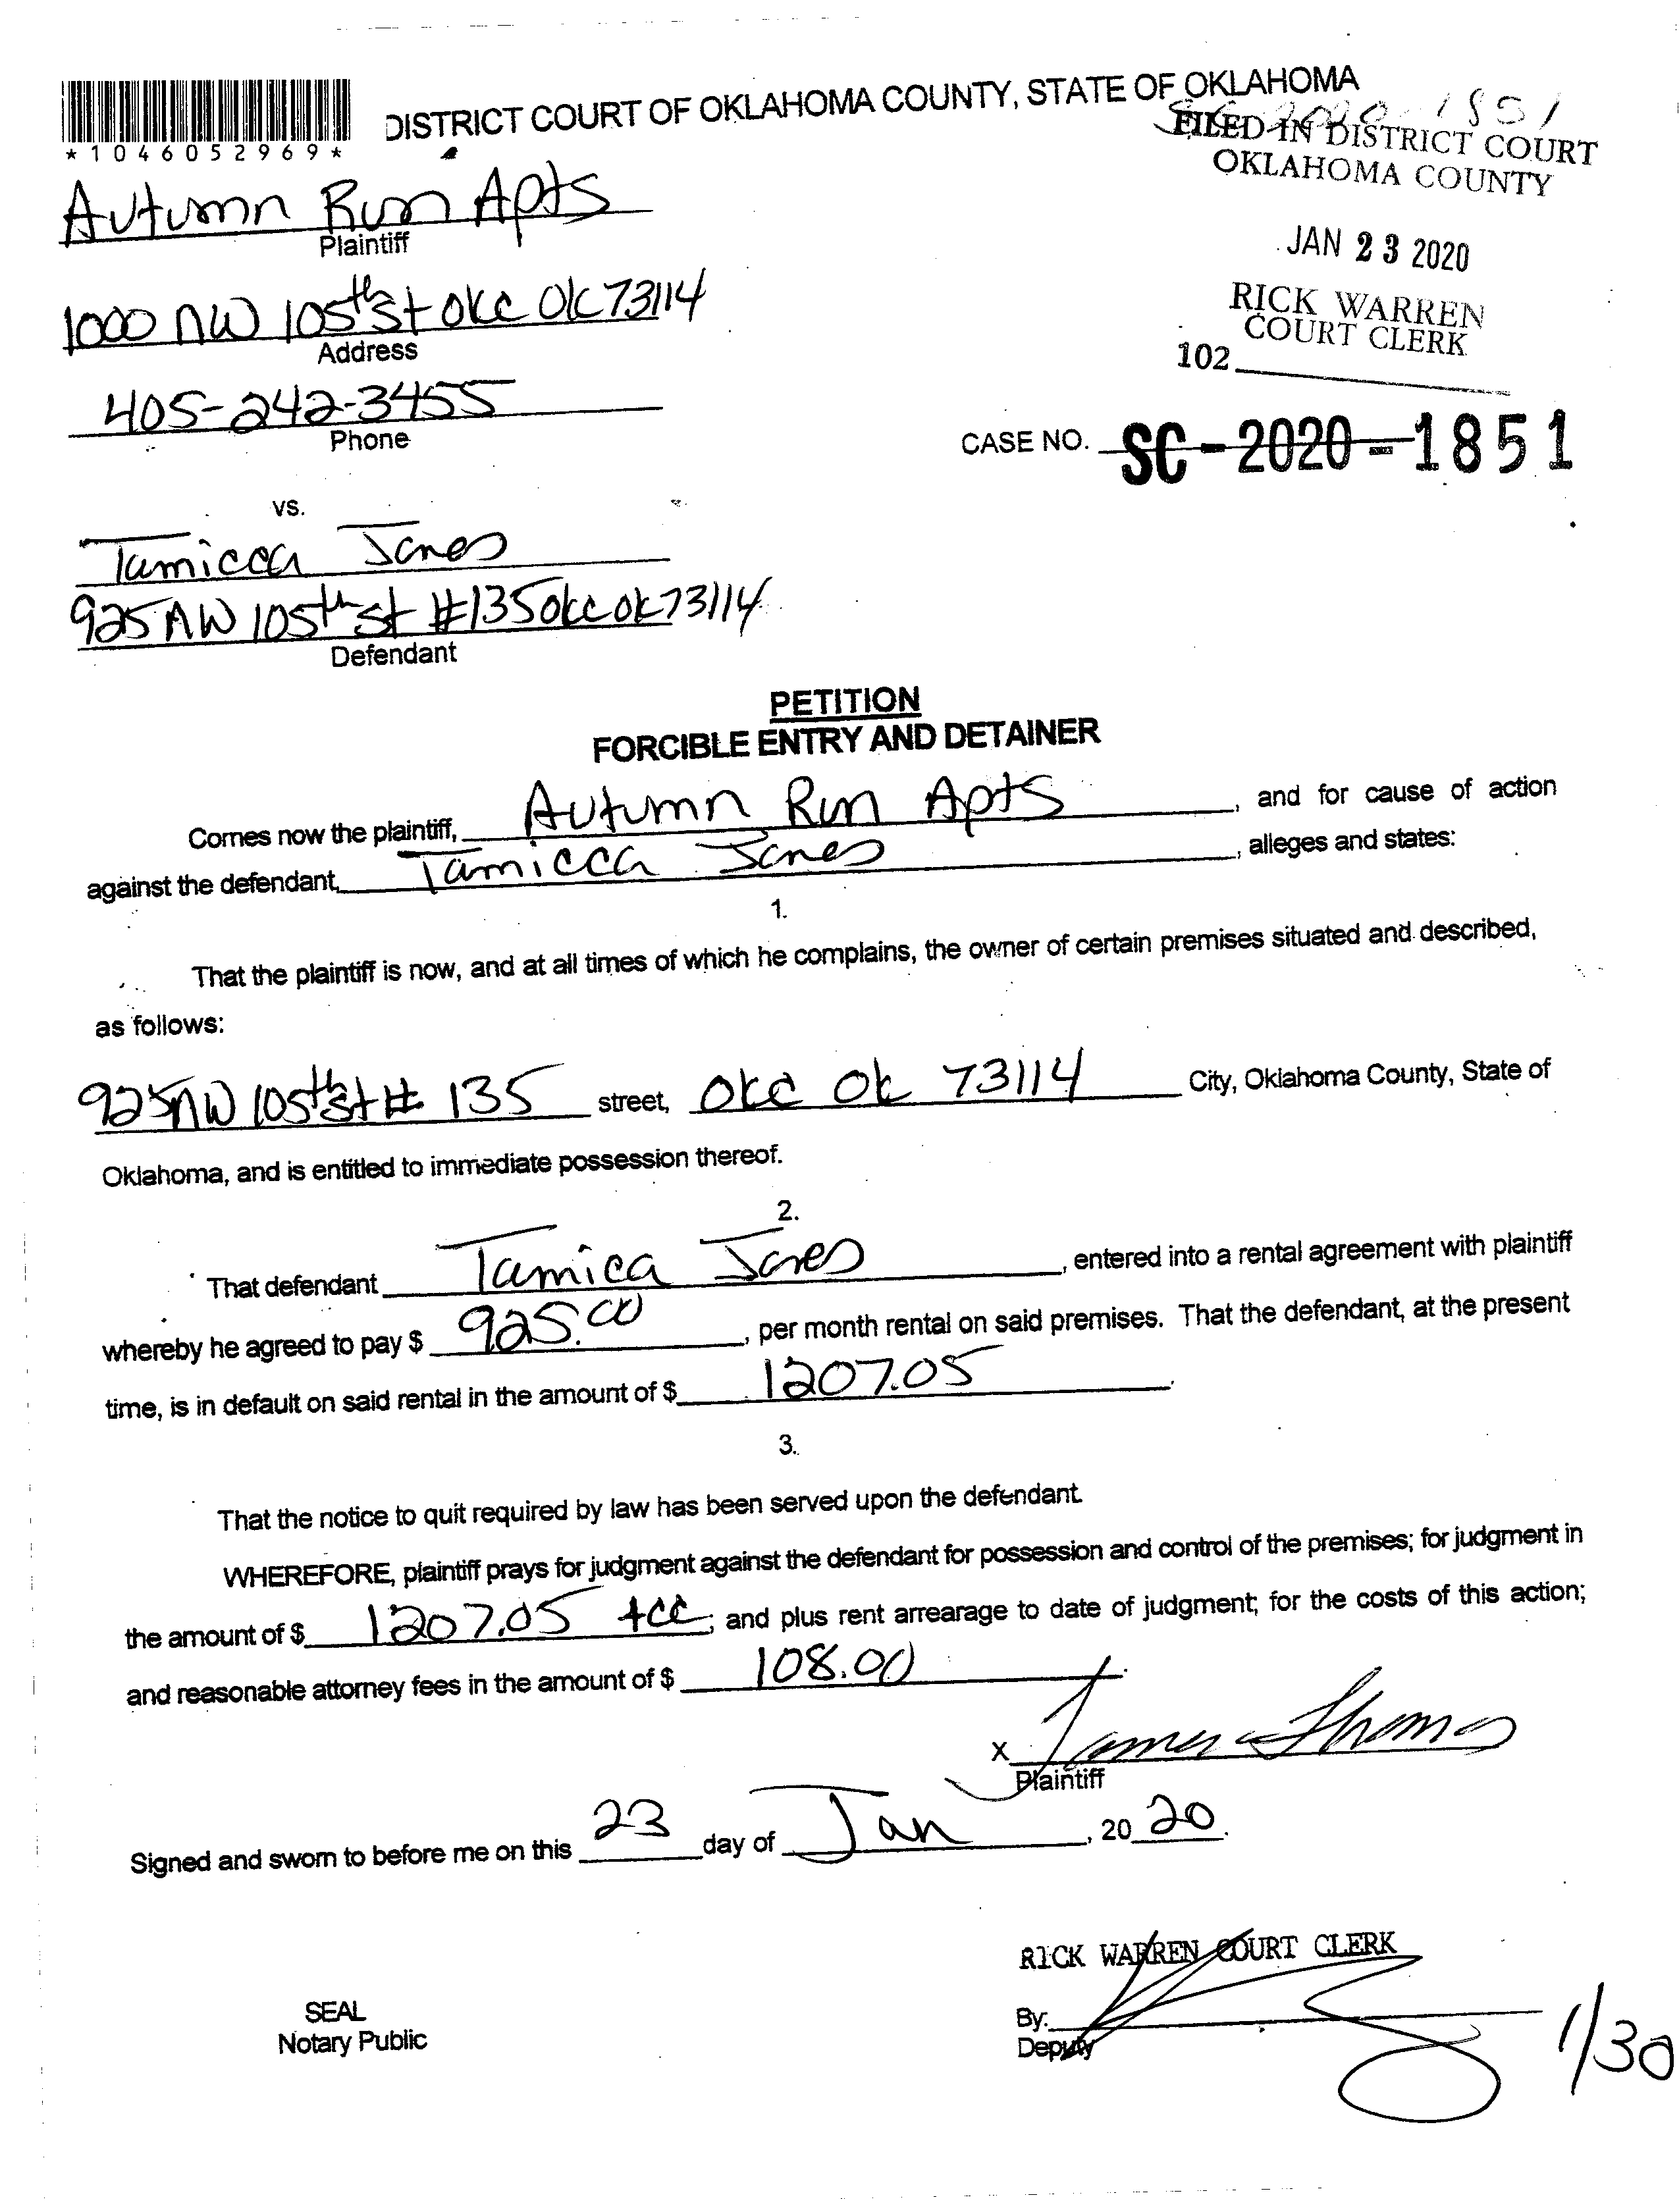 DISTRICT COURT OF OKLAHOMA COUNTY, STATE OF OKLAHOMA
*1046052969*
SC-2020-1851
FILED IN DISTRICT COURT
OKLAHOMA COUNTY
Autumn Run Apts
Plaintiff
JAN 23 2020
1000 NW 105th St OKC OK 73114
Address
RICK WARREN
COURT CLERK
102
405-242-3455
Phone
CASE NO. SC-2020-1851
vs.
Tamicca Jones
925 NW 105th St #135 OKC OK 73114
Defendant
PETITION
FORCIBLE ENTRY AND DETAINER
Comes now the plaintiff, Autumn Run Apts, and for cause of action
against the defendant, Tamicca Jones, alleges and states:
1.
That the plaintiff is now, and at all times of which he complains, the owner of certain premises situated and described,
as follows:
925 NW 105th St # 135 street, OKC OK 73114 City, Oklahoma County, State of
Oklahoma, and is entitled to immediate possession thereof.
2.
That defendant Tamica Jones, entered into a rental agreement with plaintiff
whereby he agreed to pay $ 925.00, per month rental on said premises. That the defendant, at the present
time, is in default on said rental in the amount of $ 1207.05.
3.
That the notice to quit required by law has been served upon the defendant.
WHEREFORE, plaintiff prays for judgment against the defendant for possession and control of the premises; for judgment in
the amount of $ 1207.05 +CC; and plus rent arrearage to date of judgment; for the costs of this action;
and reasonable attorney fees in the amount of $ 108.00.
X
Plaintiff
Signed and sworn to before me on this 23 day of Jan, 2020.
RICK WARREN COURT CLERK
SEAL
Notary Public
By:
Deputy
1/30